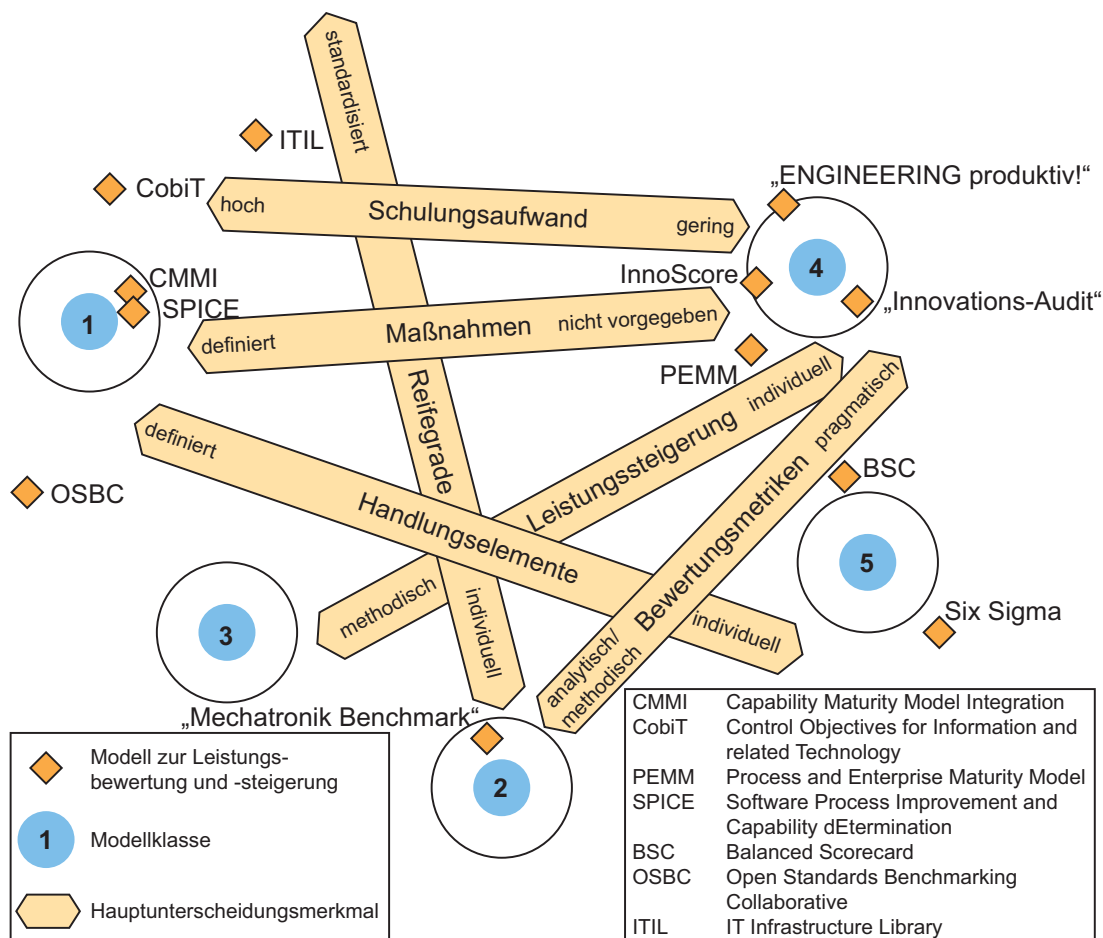 standardisiert
ITIL
CobiT
„ENGINEERING produktiv!“
hoch Schulungsaufwand gering
4
InnoScore
„Innovations-Audit“
CMMI
SPICE
1
definiert Maßnahmen nicht vorgegeben
PEMM
Reifegrade
individuell
individuell
pragmatisch
Leistungssteigerung
Bewertungsmetriken
definiert
Handlungselemente
individuell
OSBC
BSC
5
Six Sigma
3
methodisch
analytisch/
methodisch
„Mechatronik Benchmark“
2
Modell zur Leistungs-
bewertung und -steigerung
1 Modellklasse
Hauptunterscheidungsmerkmal
CMMI Capability Maturity Model Integration
CobiT Control Objectives for Information and
related Technology
PEMM Process and Enterprise Maturity Model
SPICE Software Process Improvement and
Capability dEtermination
BSC Balanced Scorecard
OSBC Open Standards Benchmarking
Collaborative
ITIL IT Infrastructure Library